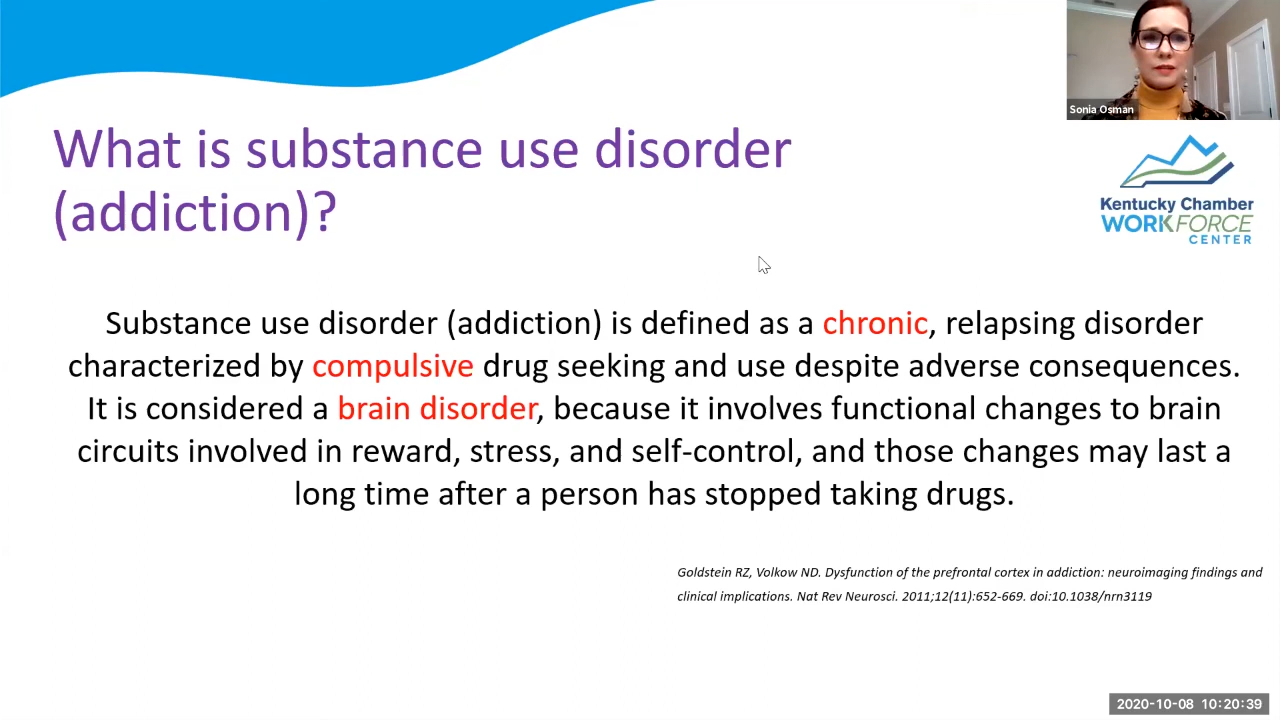 Sonia Osman
What is substance use disorder
(addiction)?
Kentucky Chamber
WORKFORCE
CENTER
Substance use disorder (addiction) is defined as a chronic, relapsing disorder
characterized by compulsive drug seeking and use despite adverse consequences.
It is considered a brain disorder, because it involves functional changes to brain
circuits involved in reward, stress, and self-control, and those changes may last a
long time after a person has stopped taking drugs.
Goldstein RZ, Volkow ND. Dysfunction of the prefrontal cortex in addiction: neuroimaging findings and
clinical implications. Nat Rev Neurosci. 2011;12(11):652-669. doi:10.1038/nrn3119
2020-10-08 10:20:39